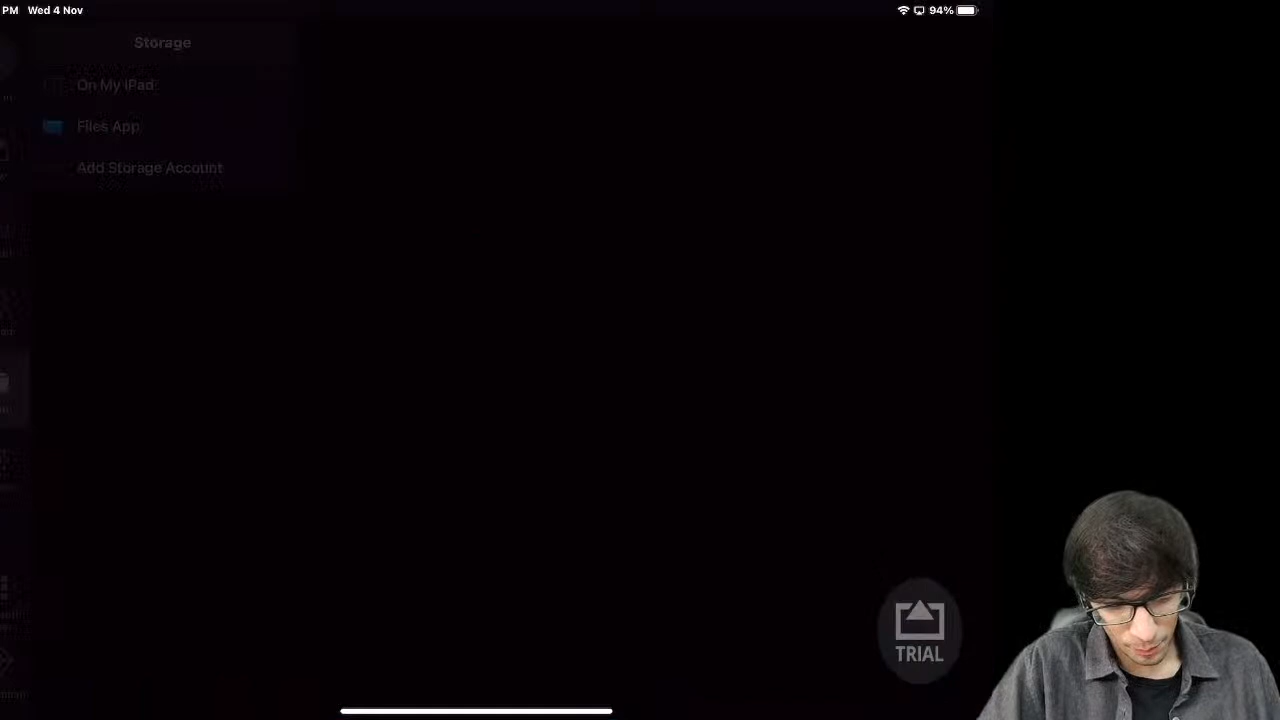 PM Wed 4 Nov
94%
Storage
On My iPad
Files App
Add Storage Account
TRIAL